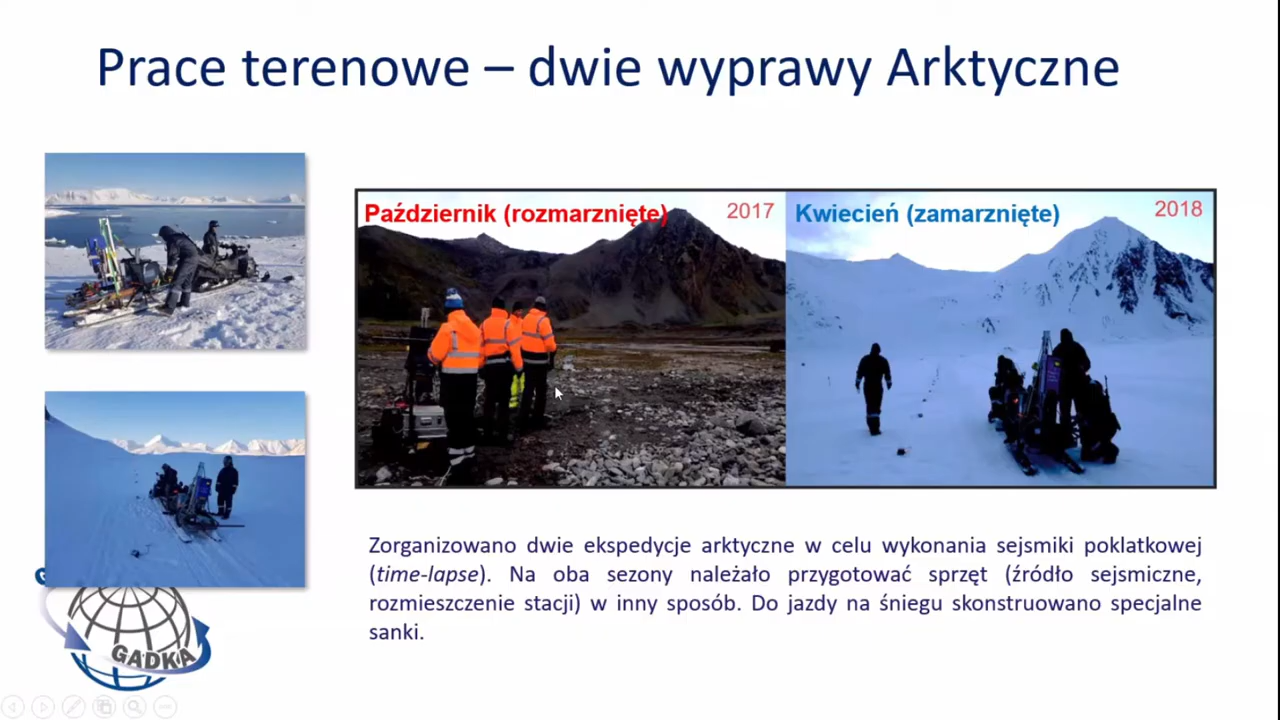 Prace terenowe – dwie wyprawy Arktyczne
Październik (rozmarznięte) 2017
Kwiecień (zamarznięte) 2018
Zorganizowano dwie ekspedycje arktyczne w celu wykonania sejsmiki poklatkowej
(time-lapse). Na oba sezony należało przygotować sprzęt (źródło sejsmiczne,
rozmieszczenie stacji) w inny sposób. Do jazdy na śniegu skonstruowano specjalne
sanki.
GADKA